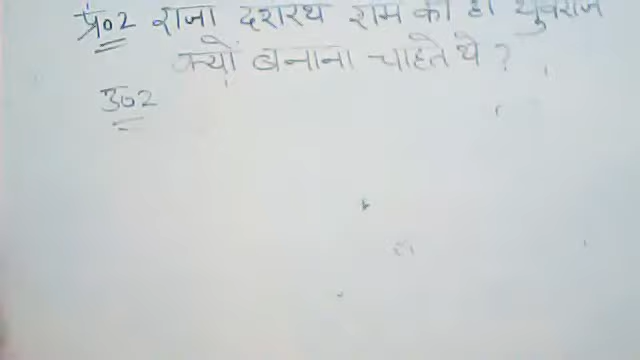 प्र०2 राजा दशरथ राम को ही युवराज
क्यों बनाना चाहते थे ?
उ०2